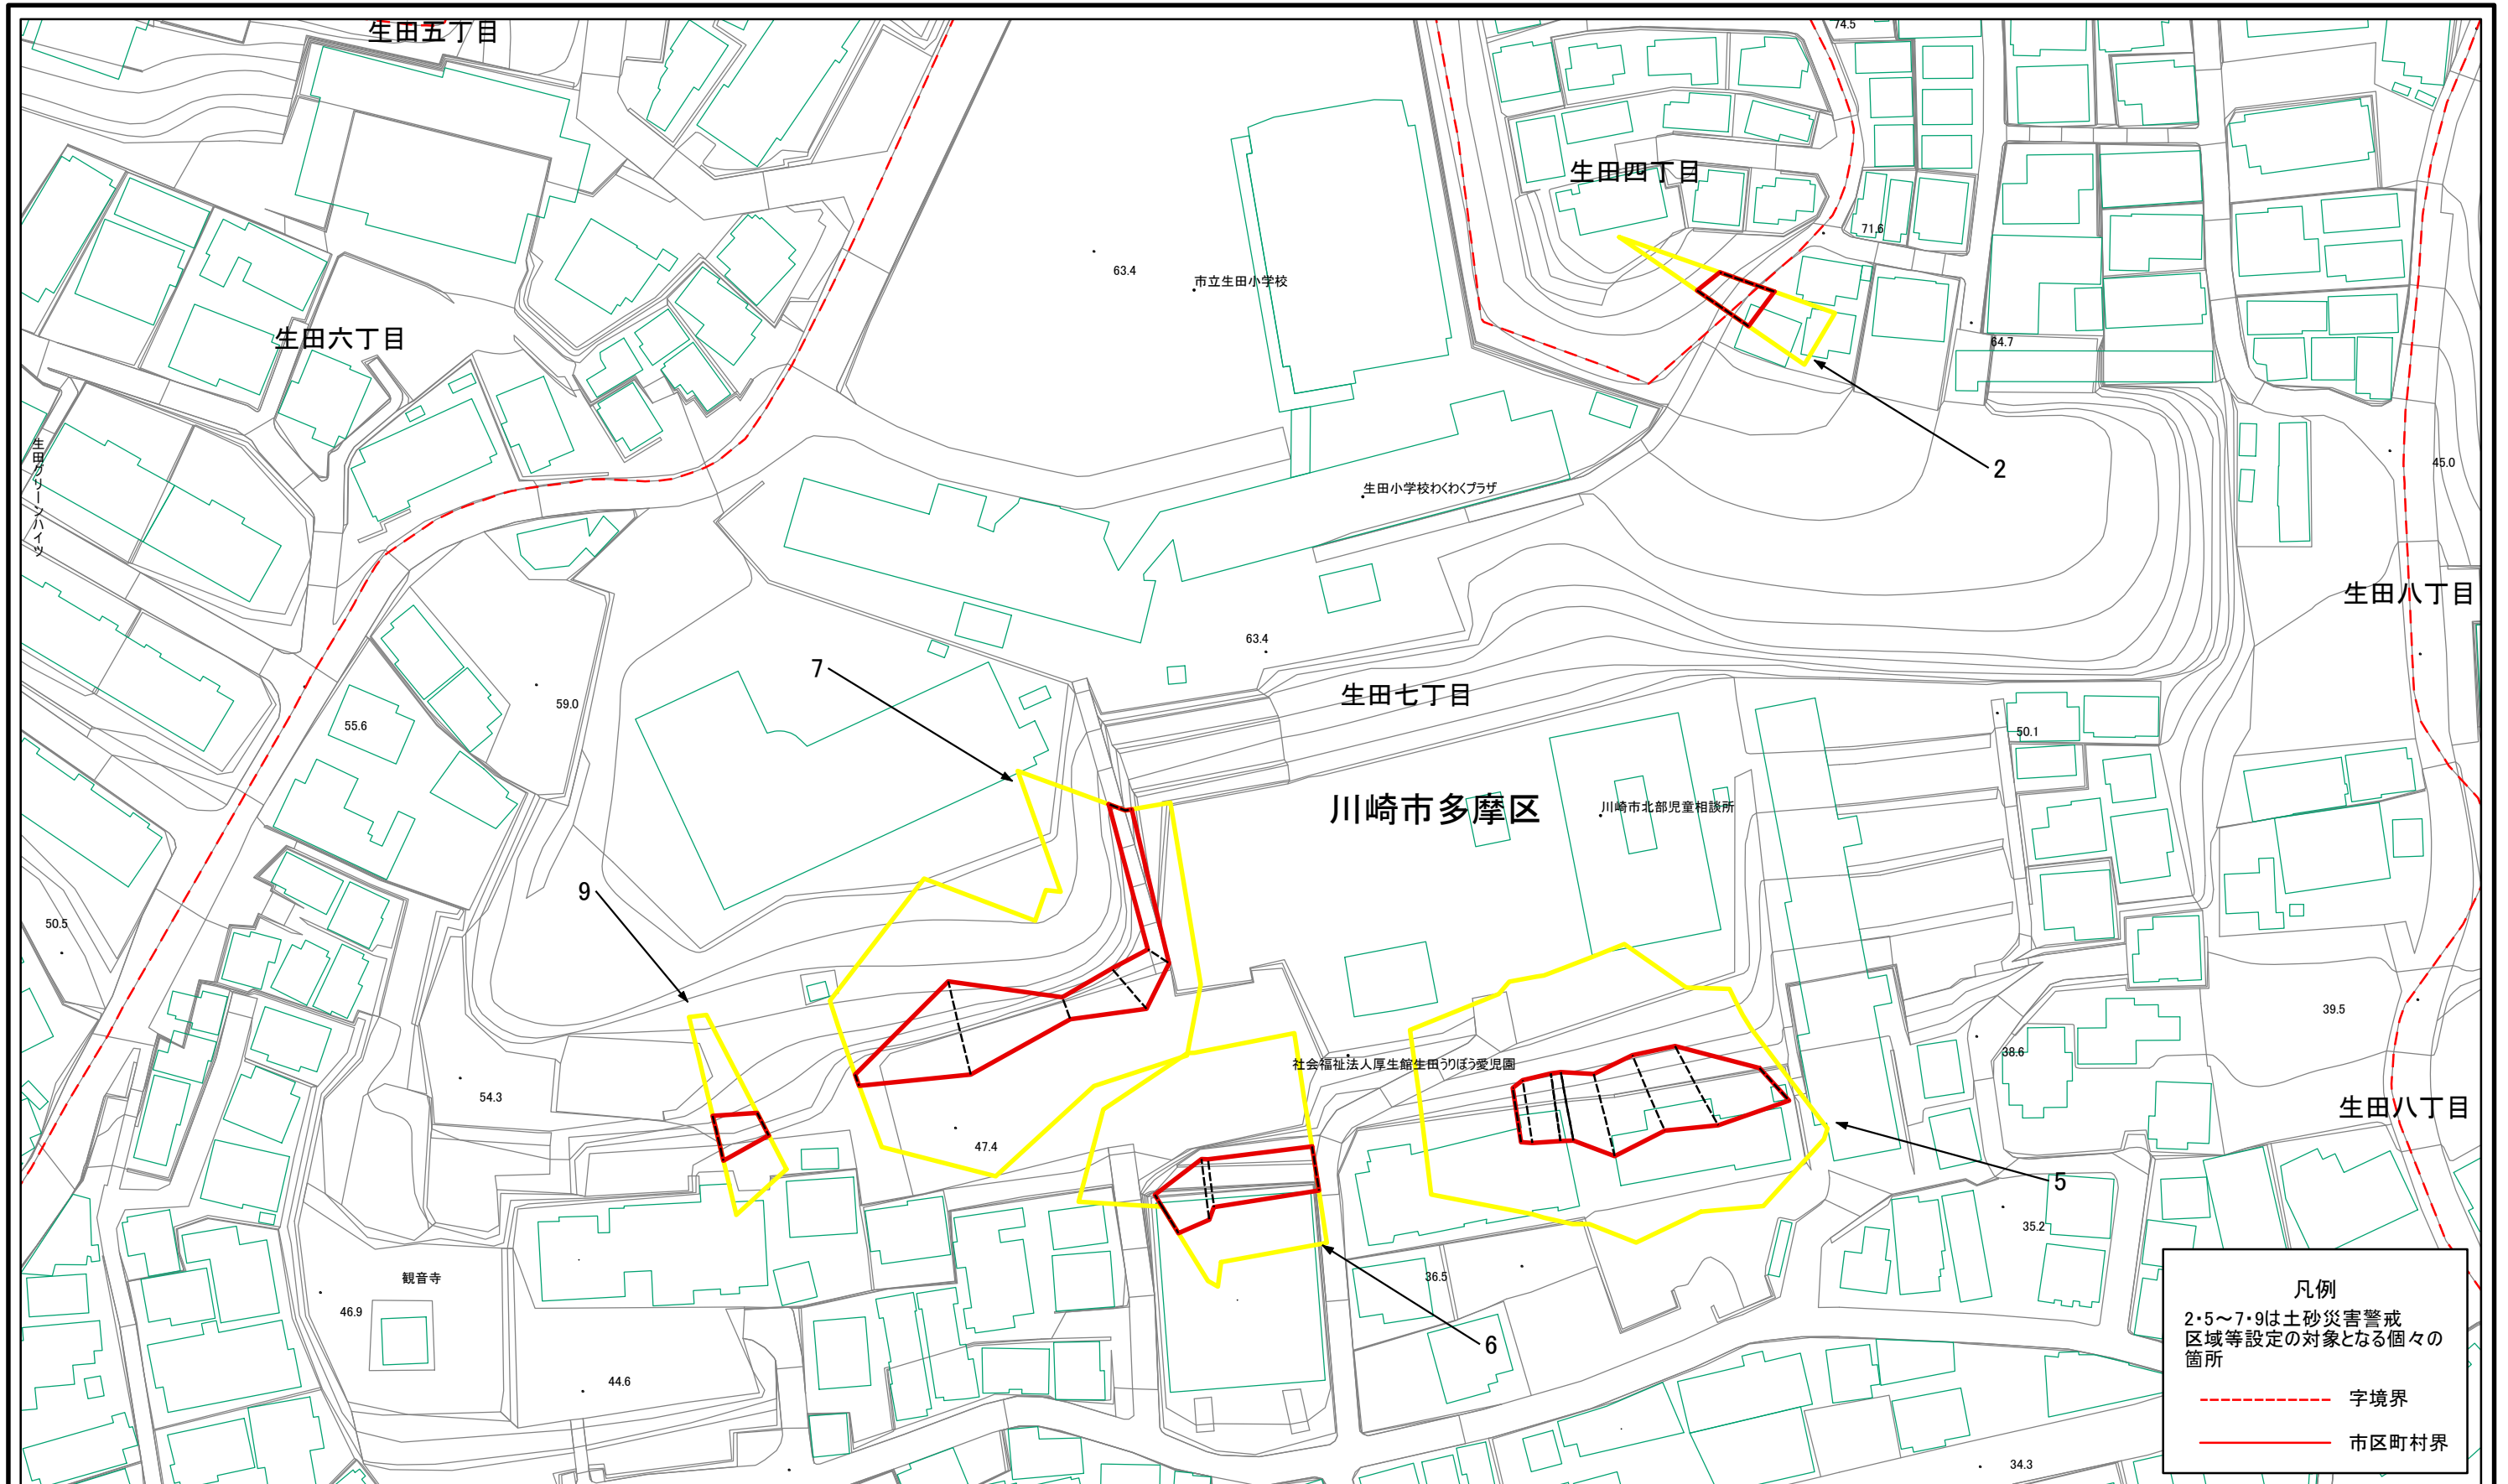 生田五丁目
74.5
生田四丁目
71.6
63.4
市立生田小学校
生田六丁目
64.7
2
45.0
生田グリーンハイツ
生田小学校わくわくプラザ
生田八丁目
63.4
7
生田七丁目
59.0
55.6
50.1
川崎市多摩区
川崎市北部児童相談所
9
50.5
39.5
38.6
社会福祉法人厚生館生田うりぼう愛児園
54.3
生田八丁目
47.4
5
35.2
観音寺
36.5
46.9
6
44.6
34.3
凡例
2・5～7・9は土砂災害警戒
区域等設定の対象となる個々の
箇所
字境界
市区町村界